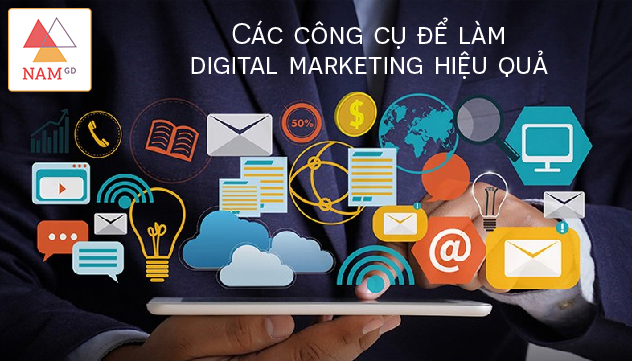 NAM GD
CÁC CÔNG CỤ ĐỂ LÀM
DIGITAL MARKETING HIỆU QUẢ
50%
$
@